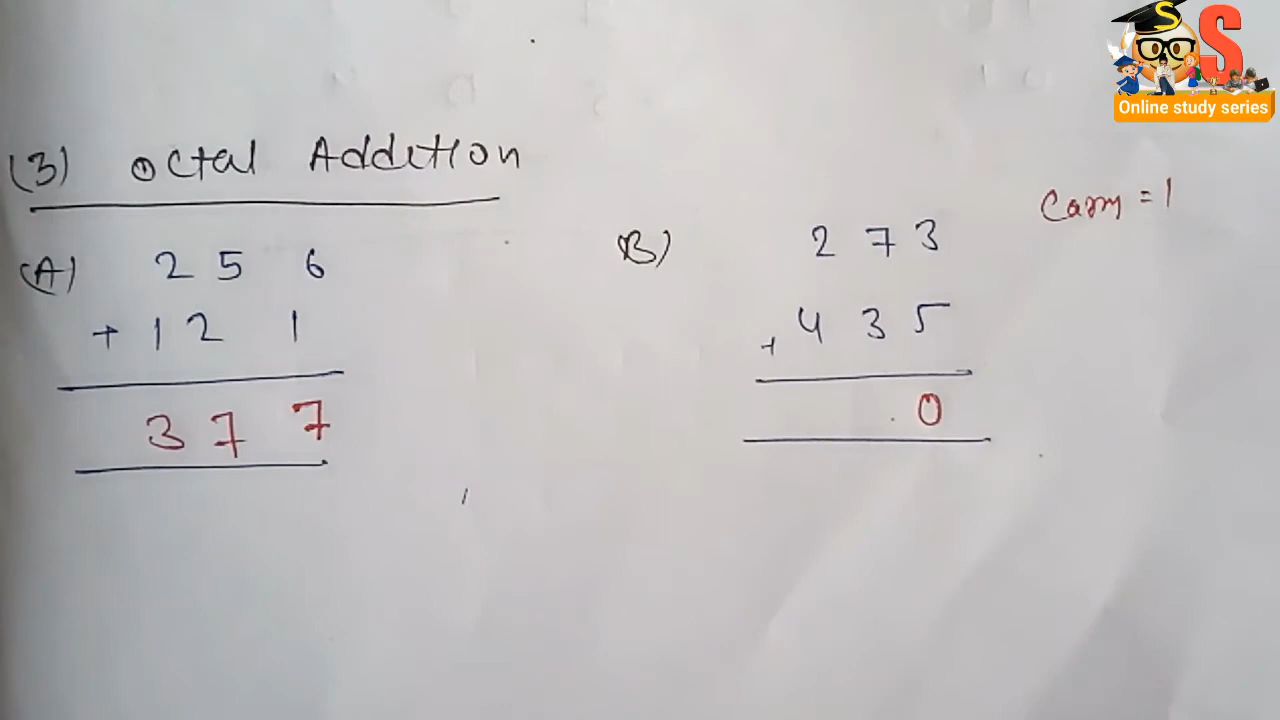 S S
Online study series
(3) Octal Addition
Carry = 1
(A) 2 5 6
+ 1 2 1
3 7 7
(B) 2 7 3
+ 4 3 5
0